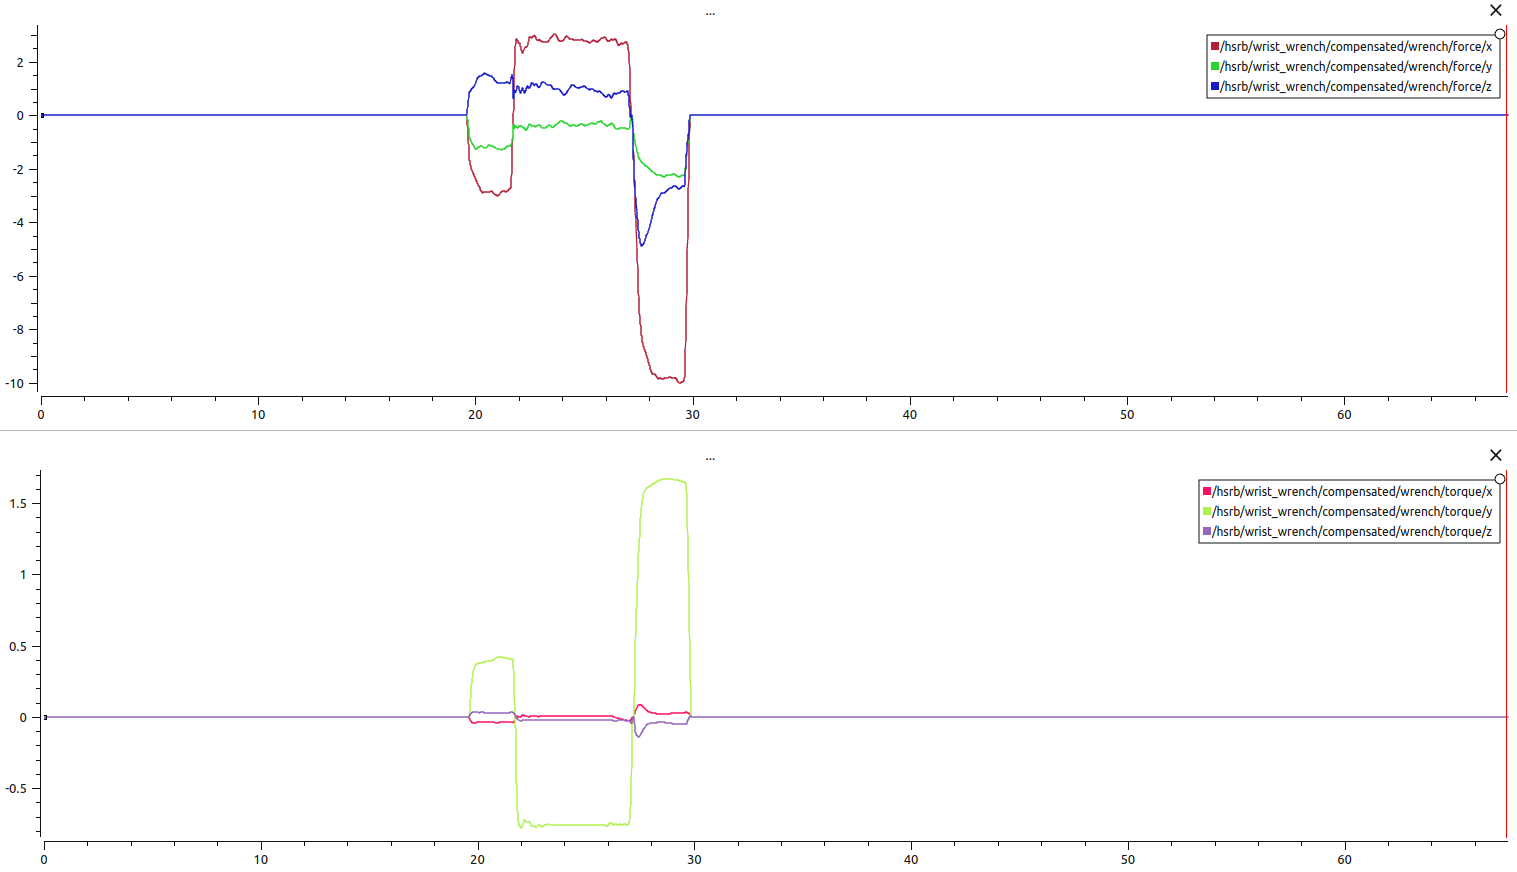 ...
/hsrb/wrist_wrench/compensated/wrench/force/x
/hsrb/wrist_wrench/compensated/wrench/force/y
/hsrb/wrist_wrench/compensated/wrench/force/z
2
0
-2
-4
-6
-8
-10
0 10 20 30 40 50 60
...
/hsrb/wrist_wrench/compensated/wrench/torque/x
/hsrb/wrist_wrench/compensated/wrench/torque/y
/hsrb/wrist_wrench/compensated/wrench/torque/z
1.5
1
0.5
0
-0.5
0 10 20 30 40 50 60